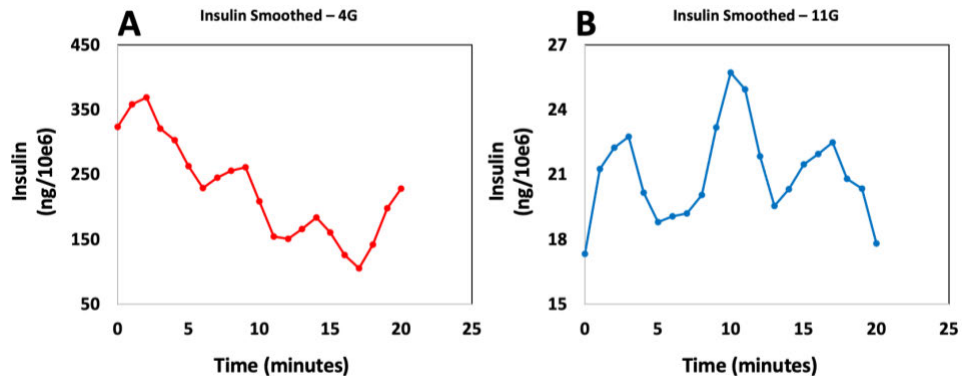 A
Insulin Smoothed – 4G
450
350
250
150
50
Insulin
(ng/10e6)
0 5 10 15 20 25
Time (minutes)
B
Insulin Smoothed – 11G
27
24
21
18
15
Insulin
(ng/10e6)
0 5 10 15 20 25
Time (minutes)